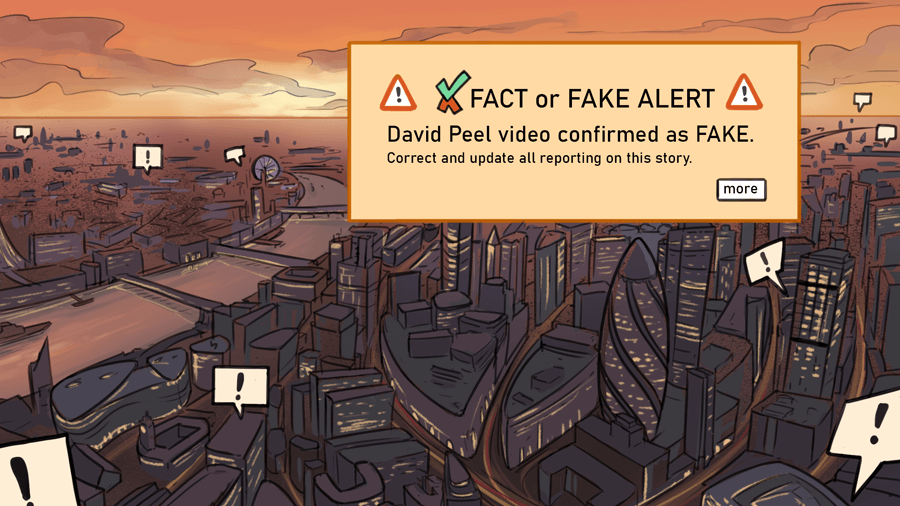 FACT or FAKE ALERT
David Peel video confirmed as FAKE.
Correct and update all reporting on this story.
more